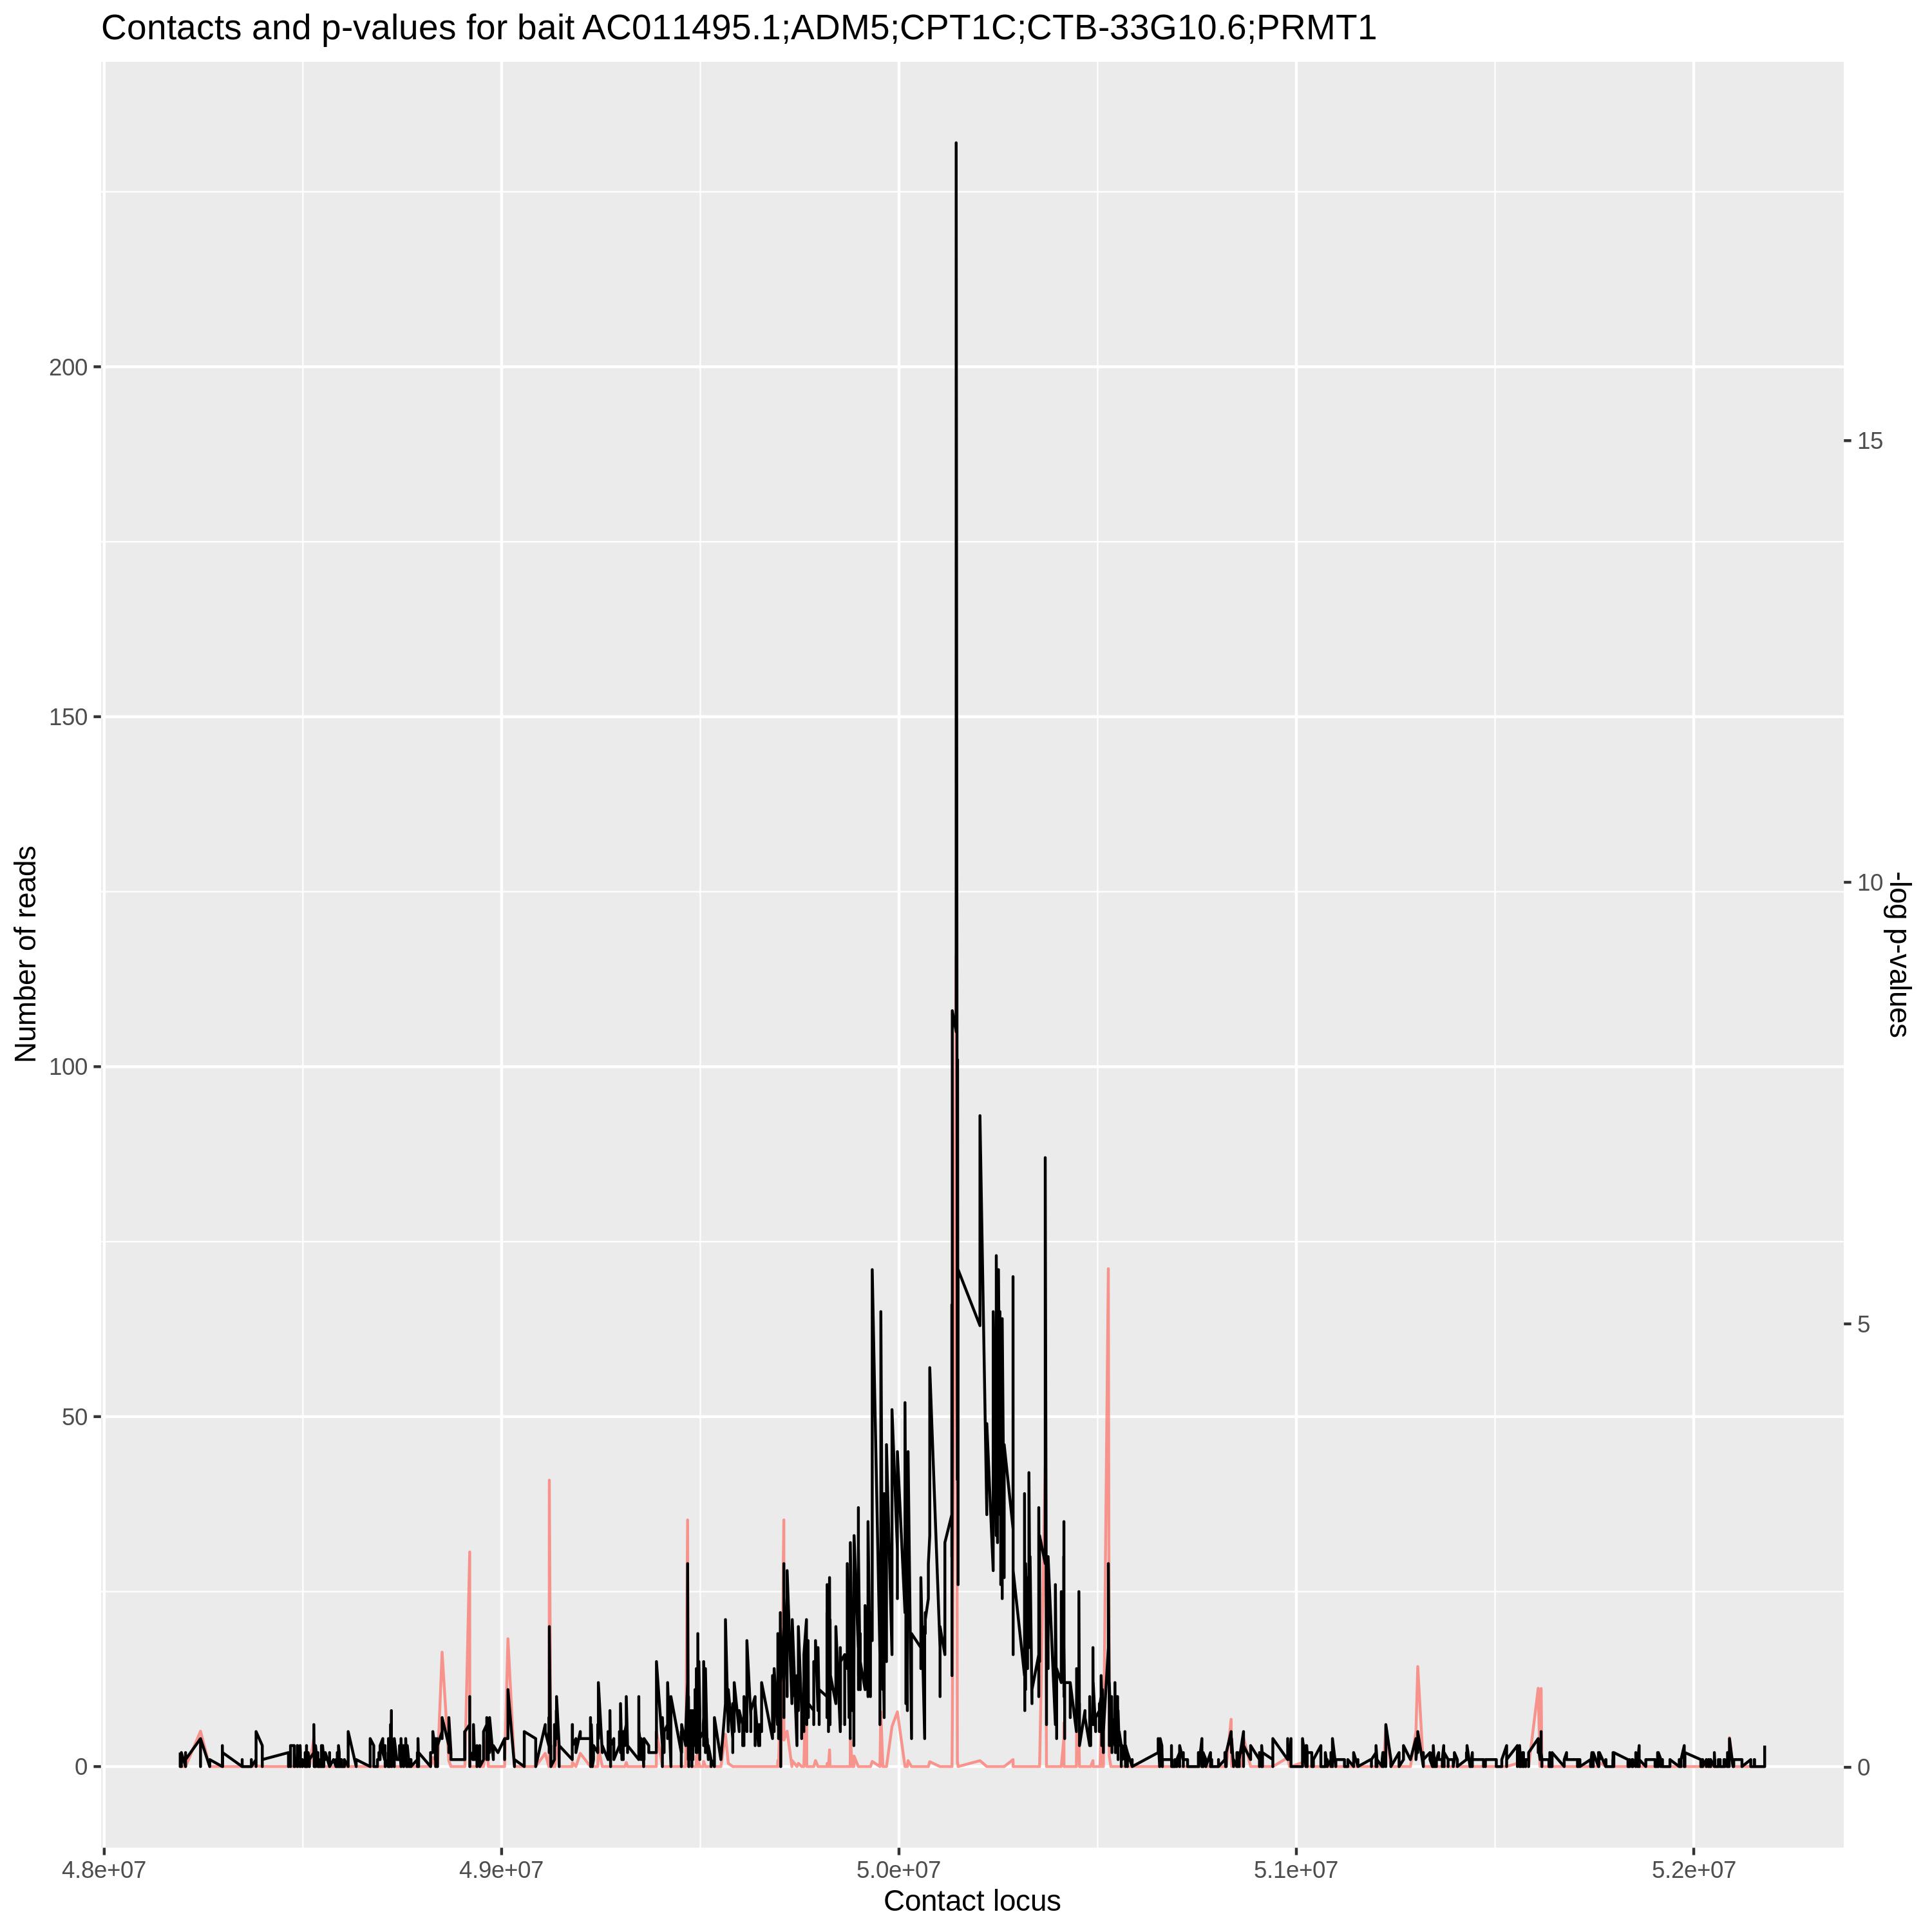 Contacts and p-values for bait AC011495.1;ADM5;CPT1C;CTB-33G10.6;PRMT1
Number of reads
200
150
100
50
0
15
10
5
0
-log p-values
4.8e+07
4.9e+07
5.0e+07
5.1e+07
5.2e+07
Contact locus